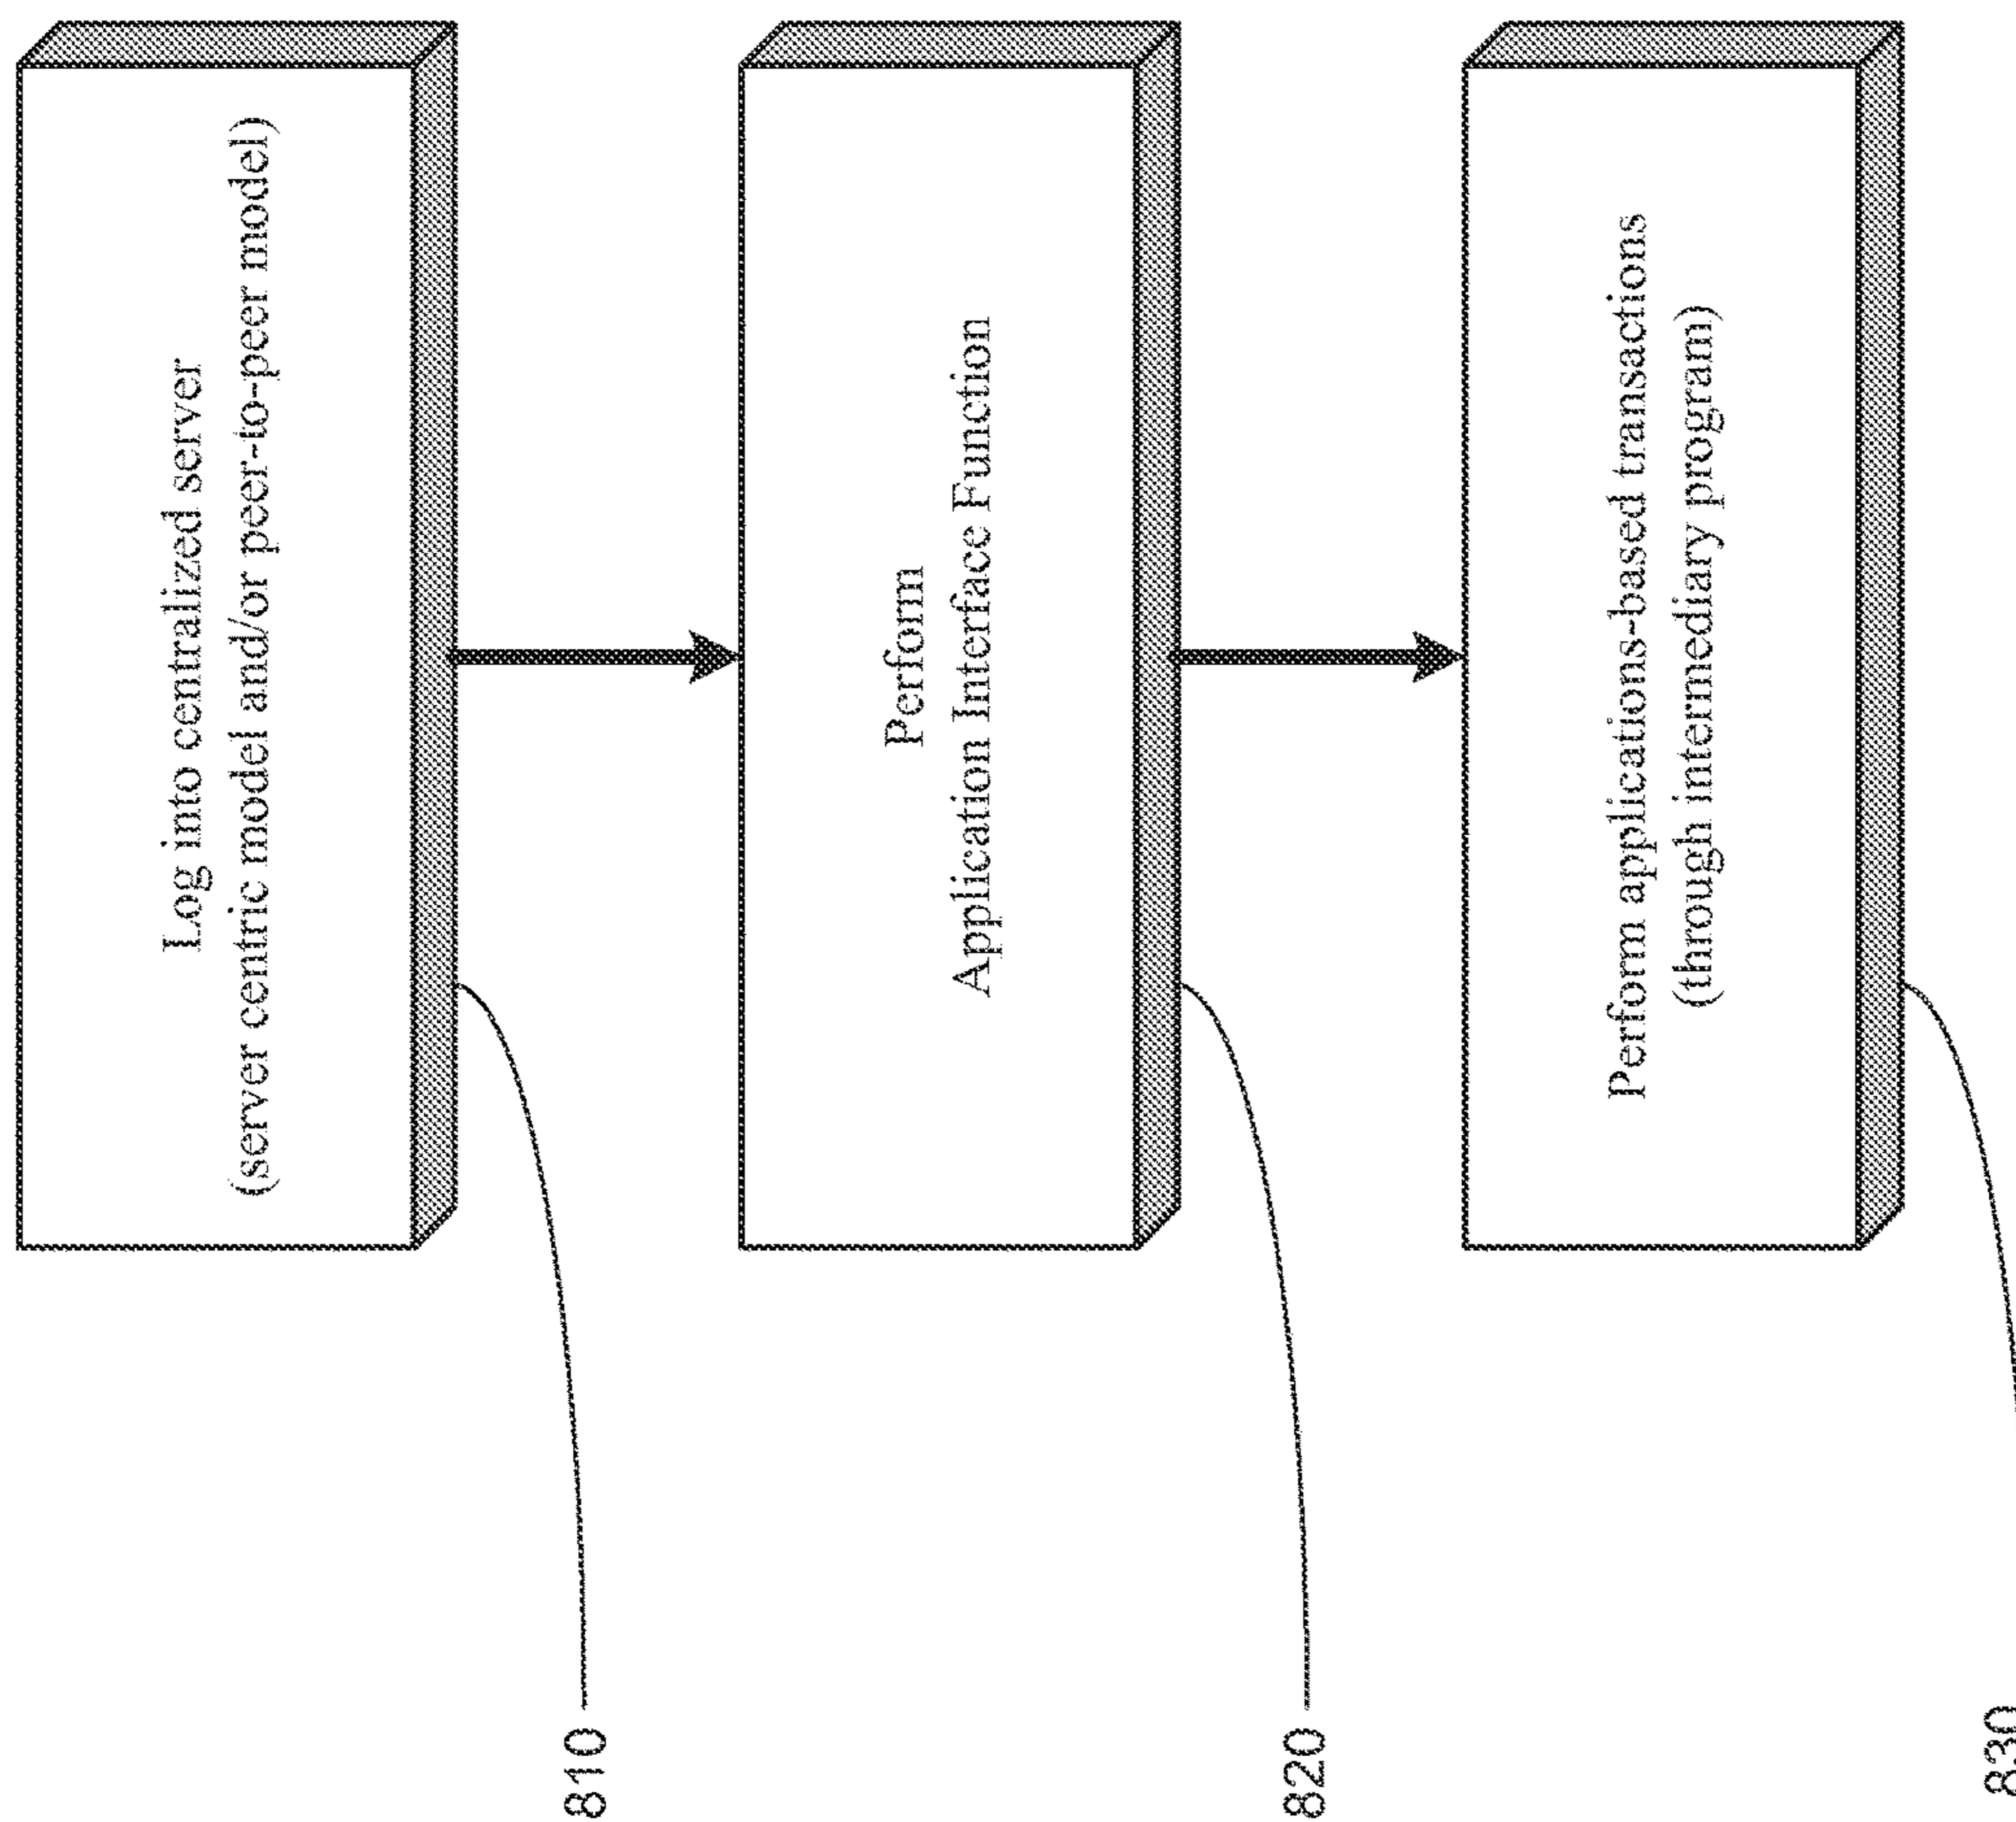 Log into centralized server
(server centric model and/or peer-to-peer model)
810
Perform
Application Interface Function
820
Perform applications-based transactions
(through intermediary program)
830